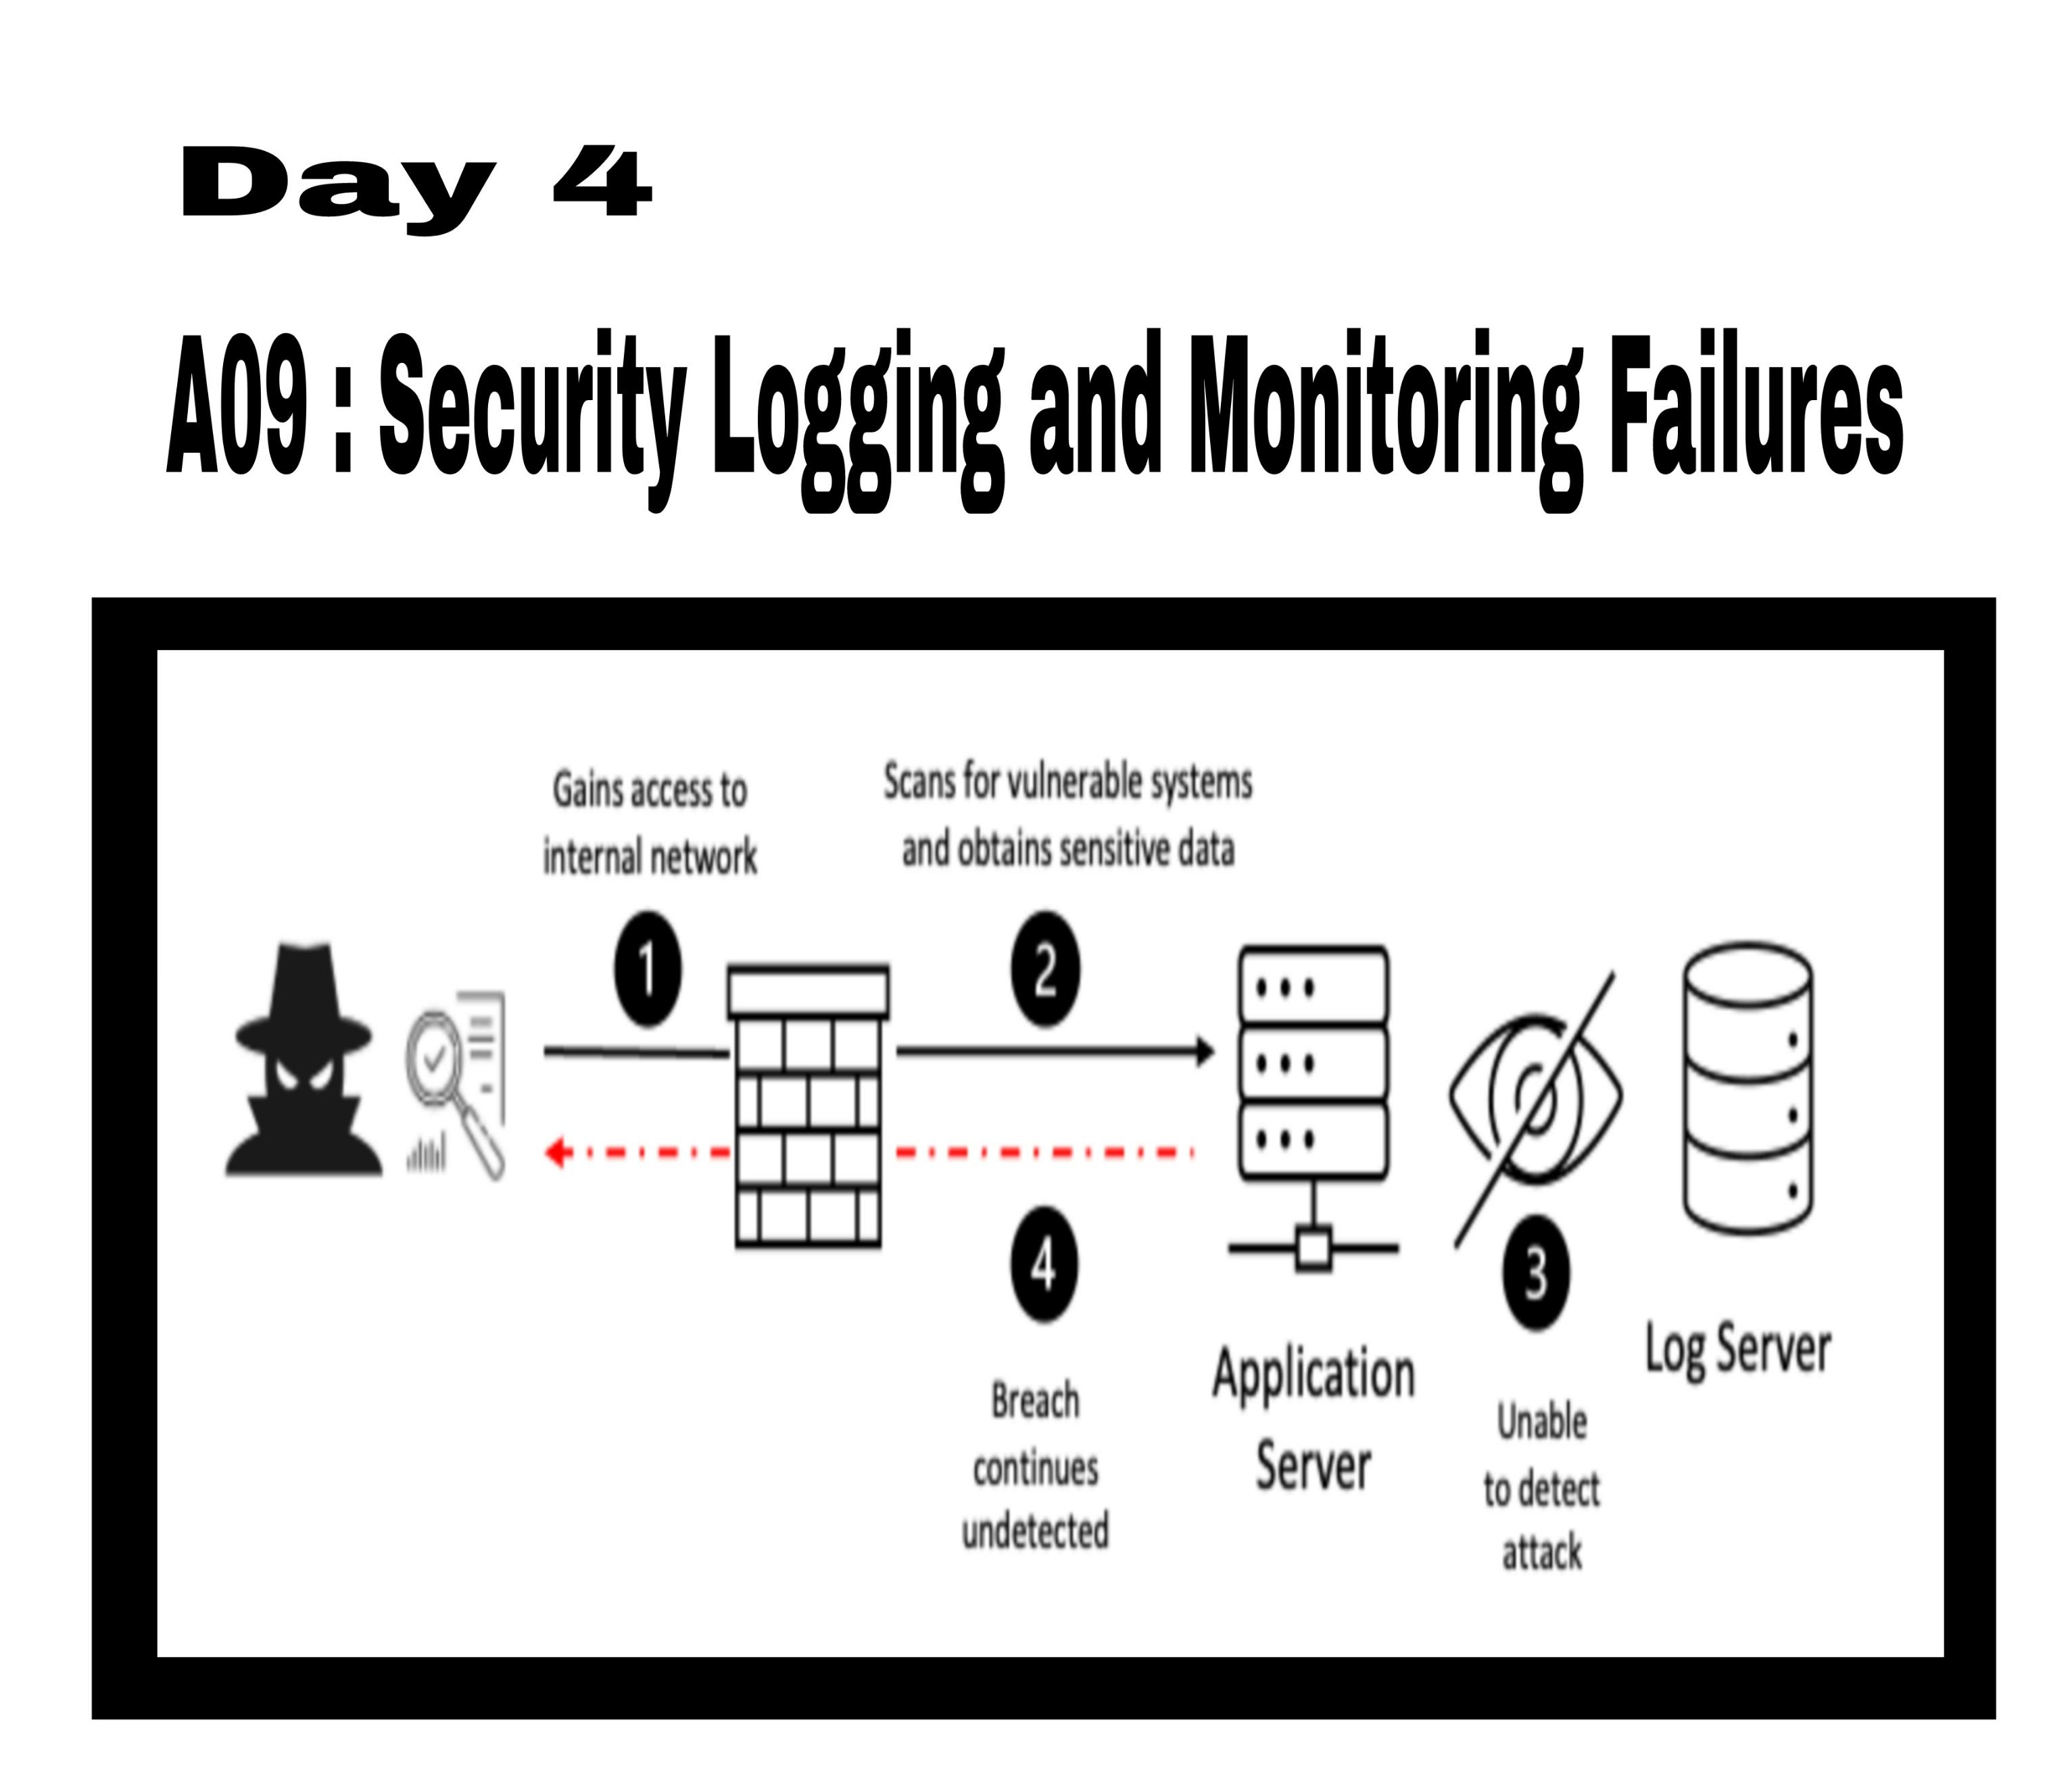 Day 4
A09 : Security Logging and Monitoring Failures
Gains access to
internal network
Scans for vulnerable systems
and obtains sensitive data
1
2
4
3
Breach
continues
undetected
Application
Server
Unable
to detect
attack
Log Server